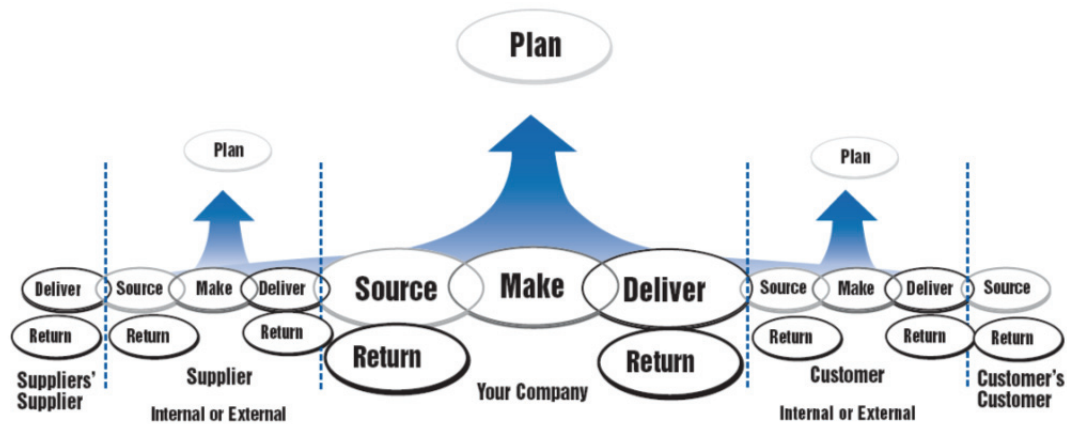 Plan
Plan
Plan
Deliver
Source
Make
Deliver
Source
Make
Deliver
Source
Make
Deliver
Source
Return
Return
Return
Return
Return
Return
Return
Return
Suppliers'
Supplier
Supplier
Internal or External
Your Company
Customer
Internal or External
Customer's
Customer